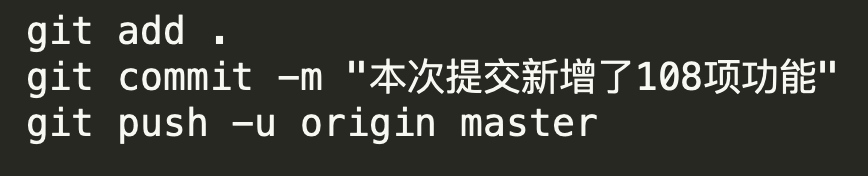 git add .
git commit -m "本次提交新增了108项功能"
git push -u origin master